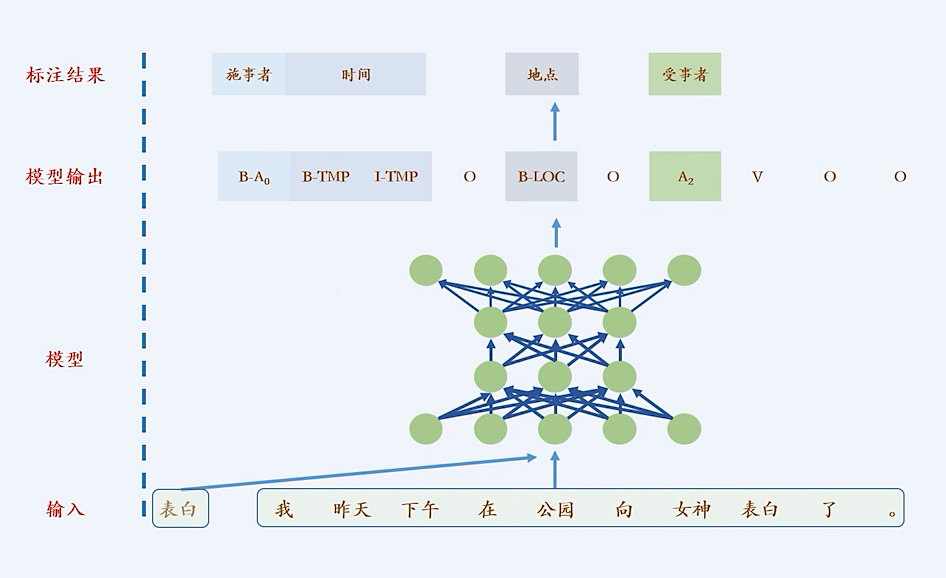 标注结果 施事者 时间 地点 受事者
模型输出 B-A₀ B-TMP I-TMP O B-LOC O A₂ V O O
模型
输入 表白 我 昨天 下午 在 公园 向 女神 表白 了 。